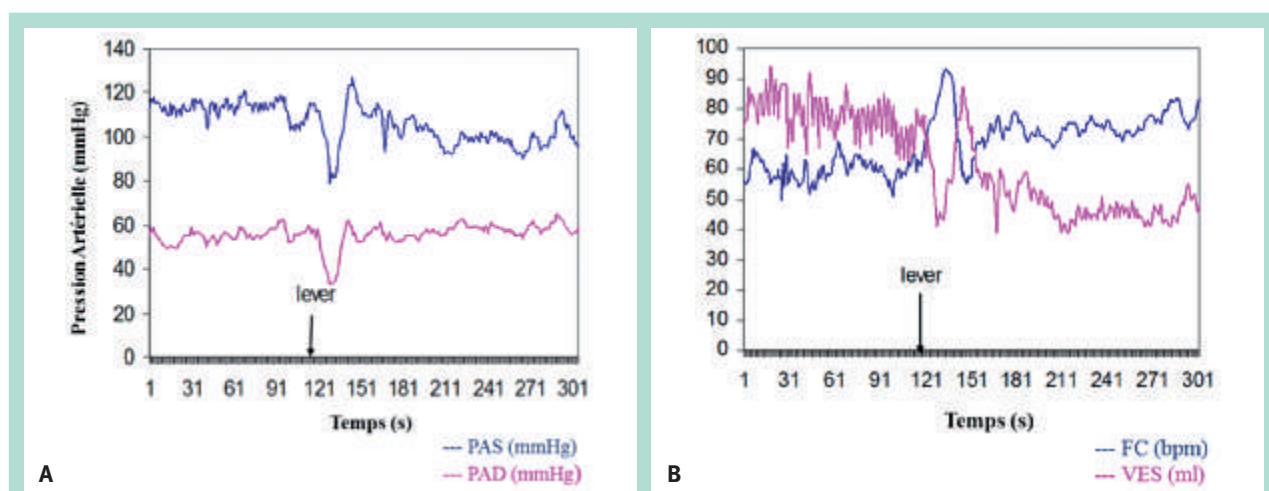 140
120
100
80
60
40
20
0
Pression Artérielle (mmHg)
lever
1 31 61 91 121 151 181 211 241 271 301
Temps (s)
PAS (mmHg)
PAD (mmHg)
A
100
90
80
70
60
50
40
30
20
10
0
lever
1 31 61 91 121 151 181 211 241 271 301
Temps (s)
FC (bpm)
VES (ml)
B